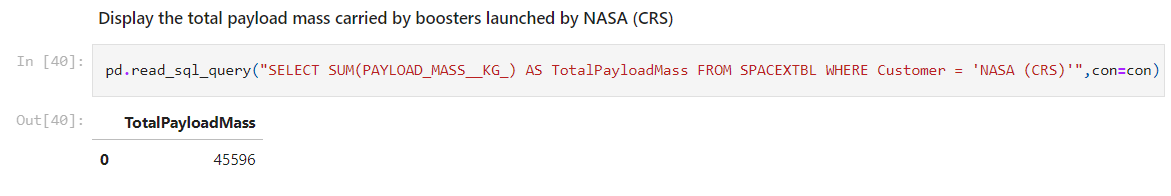 Display the total payload mass carried by boosters launched by NASA (CRS)
In [40]: pd.read_sql_query("SELECT SUM(PAYLOAD_MASS__KG_) AS TotalPayloadMass FROM SPACEXTBL WHERE Customer = 'NASA (CRS)'",con=con)
Out[40]: TotalPayloadMass
0 45596